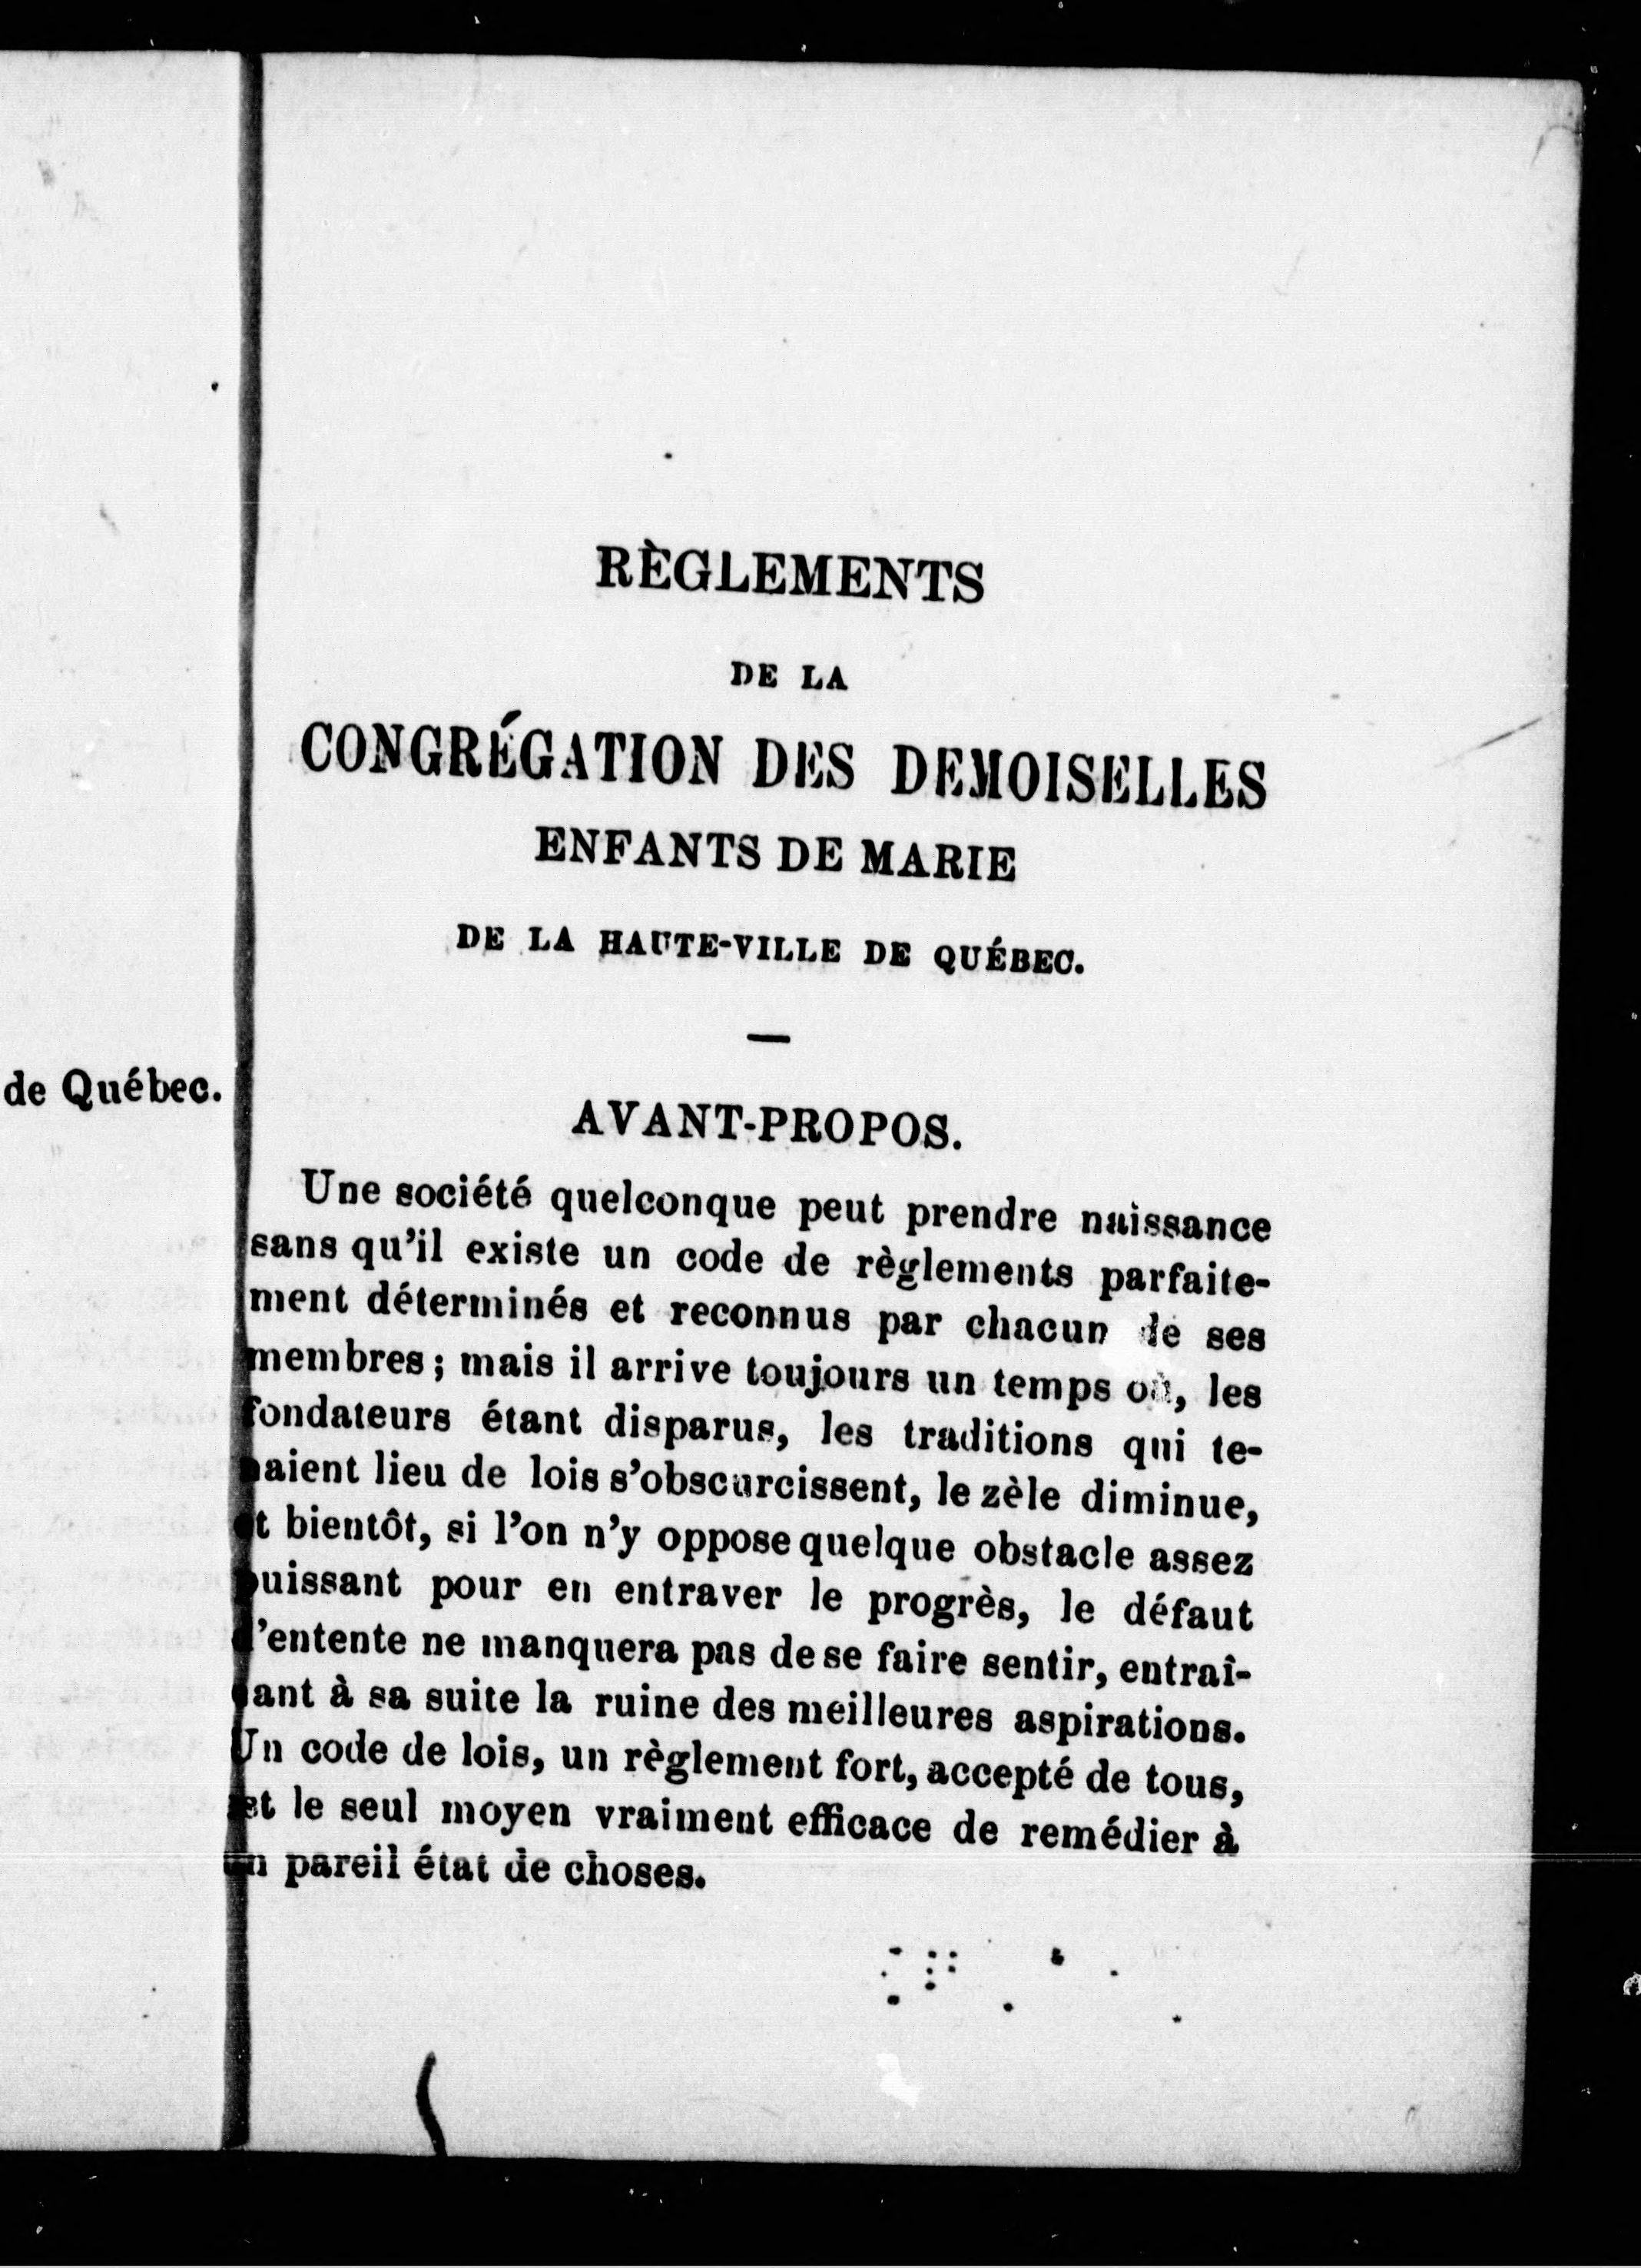 de Québec.
RÈGLEMENTS
DE LA
CONGRÉGATION DES DEMOISELLES
ENFANTS DE MARIE
DE LA HAUTE-VILLE DE QUÉBEC.
AVANT-PROPOS.
Une société quelconque peut prendre naissance
sans qu'il existe un code de règlements parfaite-
ment déterminés et reconnus par chacun de ses
membres; mais il arrive toujours un temps où, les
fondateurs étant disparus, les traditions qui te-
naient lieu de lois s'obscurcissent, le zèle diminue,
et bientôt, si l'on n'y oppose quelque obstacle assez
puissant pour en entraver le progrès, le défaut
d'entente ne manquera pas de se faire sentir, entraî-
nant à sa suite la ruine des meilleures aspirations.
Un code de lois, un règlement fort, accepté de tous,
est le seul moyen vraiment efficace de remédier à
un pareil état de choses.